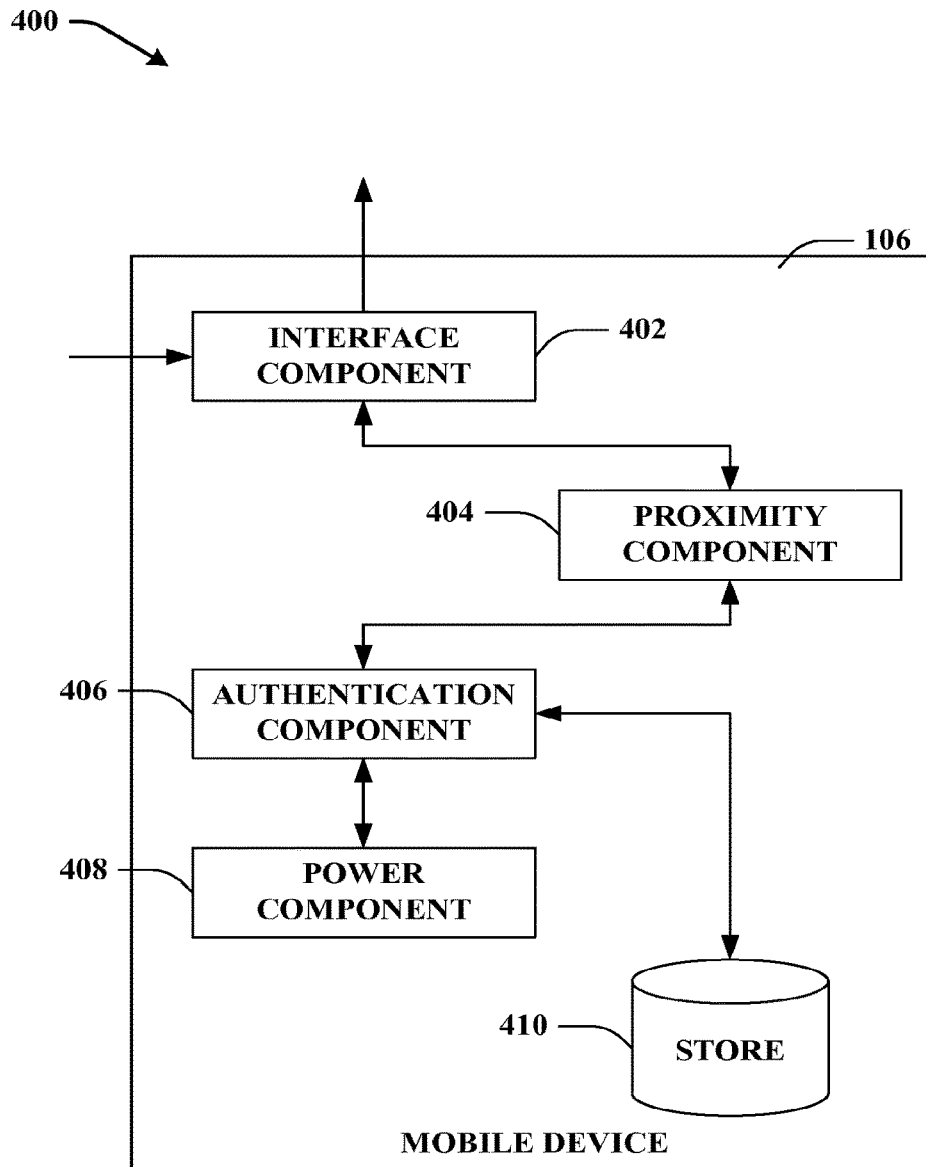 400
106
INTERFACE
COMPONENT
402
404
PROXIMITY
COMPONENT
406
AUTHENTICATION
COMPONENT
408
POWER
COMPONENT
410
STORE
MOBILE DEVICE